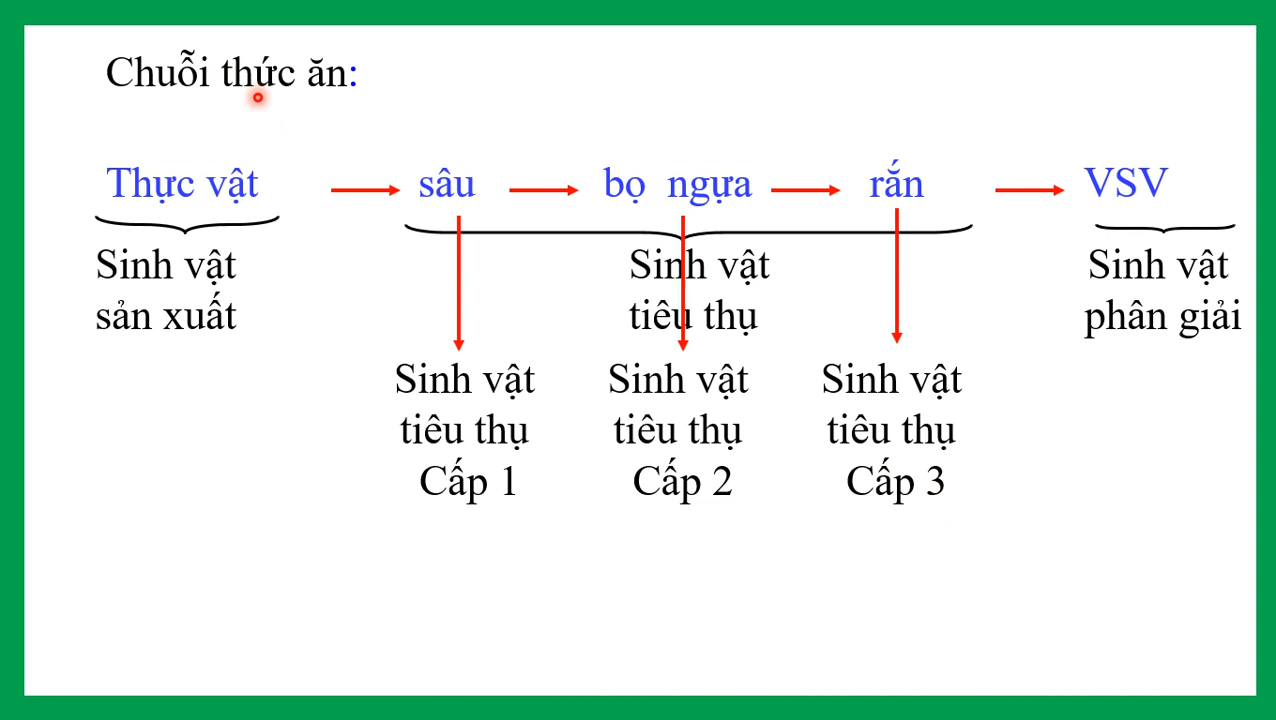 Chuỗi thức ăn:
Thực vật sâu bọ ngựa rắn VSV
Sinh vật
sản xuất
Sinh vật
tiêu thụ
Sinh vật
phân giải
Sinh vật
tiêu thụ
Cấp 1
Sinh vật
tiêu thụ
Cấp 2
Sinh vật
tiêu thụ
Cấp 3